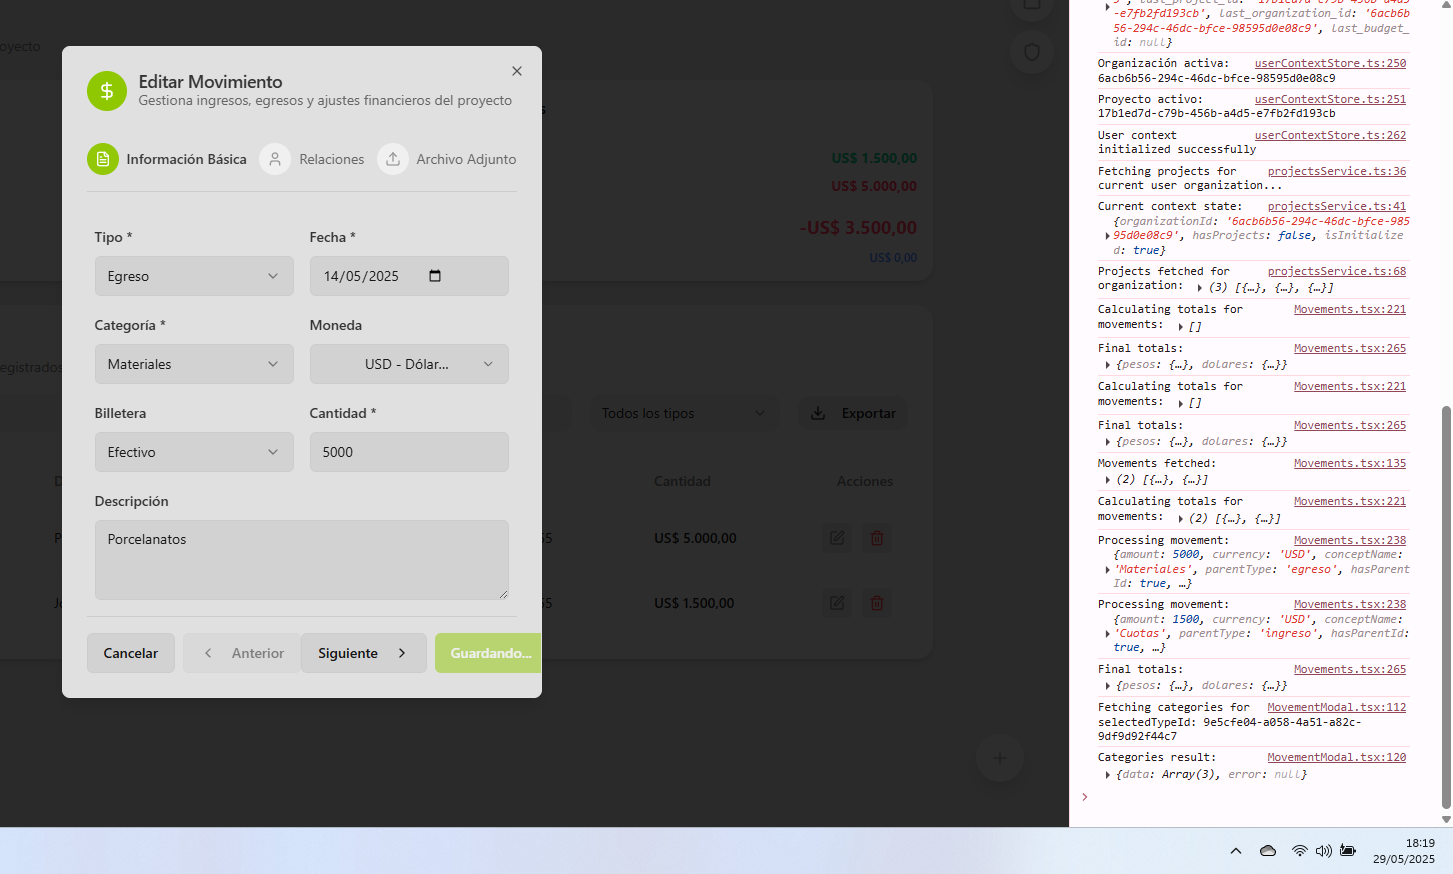 oyecto
Editar Movimiento
Gestiona ingresos, egresos y ajustes financieros del proyecto
Información Básica
Relaciones
Archivo Adjunto
s
US$ 1.500,00
US$ 5.000,00
-US$ 3.500,00
US$ 0,00
Tipo *
Fecha *
Egreso
14/05/2025
Categoría *
Moneda
Materiales
USD - Dólar...
egistrados
Billetera
Cantidad *
Efectivo
5000
Todos los tipos
Exportar
Descripción
Porcelanatos
Cantidad
Acciones
55
US$ 5.000,00
55
US$ 1.500,00
Cancelar
Anterior
Siguiente
Guardando...
-e7fb2fd193cb', last_organization_id: '6acb6b
56-294c-46dc-bfce-98595d0e08c9', last_budget_
id: null}
Organización activa: userContextStore.ts:250
6acb6b56-294c-46dc-bfce-98595d0e08c9
Proyecto activo: userContextStore.ts:251
17b1ed7d-c79b-456b-a4d5-e7fb2fd193cb
User context userContextStore.ts:262
initialized successfully
Fetching projects for projectsService.ts:36
current user organization...
Current context state: projectsService.ts:41
{organizationId: '6acb6b56-294c-46dc-bfce-985
95d0e08c9', hasProjects: false, isInitialize
d: true}
Projects fetched for projectsService.ts:68
organization: (3) [{…}, {…}, {…}]
Calculating totals for Movements.tsx:221
movements: []
Final totals: Movements.tsx:265
{pesos: {…}, dolares: {…}}
Calculating totals for Movements.tsx:221
movements: []
Final totals: Movements.tsx:265
{pesos: {…}, dolares: {…}}
Movements fetched: Movements.tsx:135
(2) [{…}, {…}]
Calculating totals for Movements.tsx:221
movements: (2) [{…}, {…}]
Processing movement: Movements.tsx:238
{amount: 5000, currency: 'USD', conceptName:
'Materiales', parentType: 'egreso', hasParent
Id: true, …}
Processing movement: Movements.tsx:238
{amount: 1500, currency: 'USD', conceptName:
'Cuotas', parentType: 'ingreso', hasParentId:
true, …}
Final totals: Movements.tsx:265
{pesos: {…}, dolares: {…}}
Fetching categories for MovementModal.tsx:112
selectedTypeId: 9e5cfe04-a058-4a51-a82c-
9df9d92f44c7
Categories result: MovementModal.tsx:120
{data: Array(3), error: null}
18:19
29/05/2025